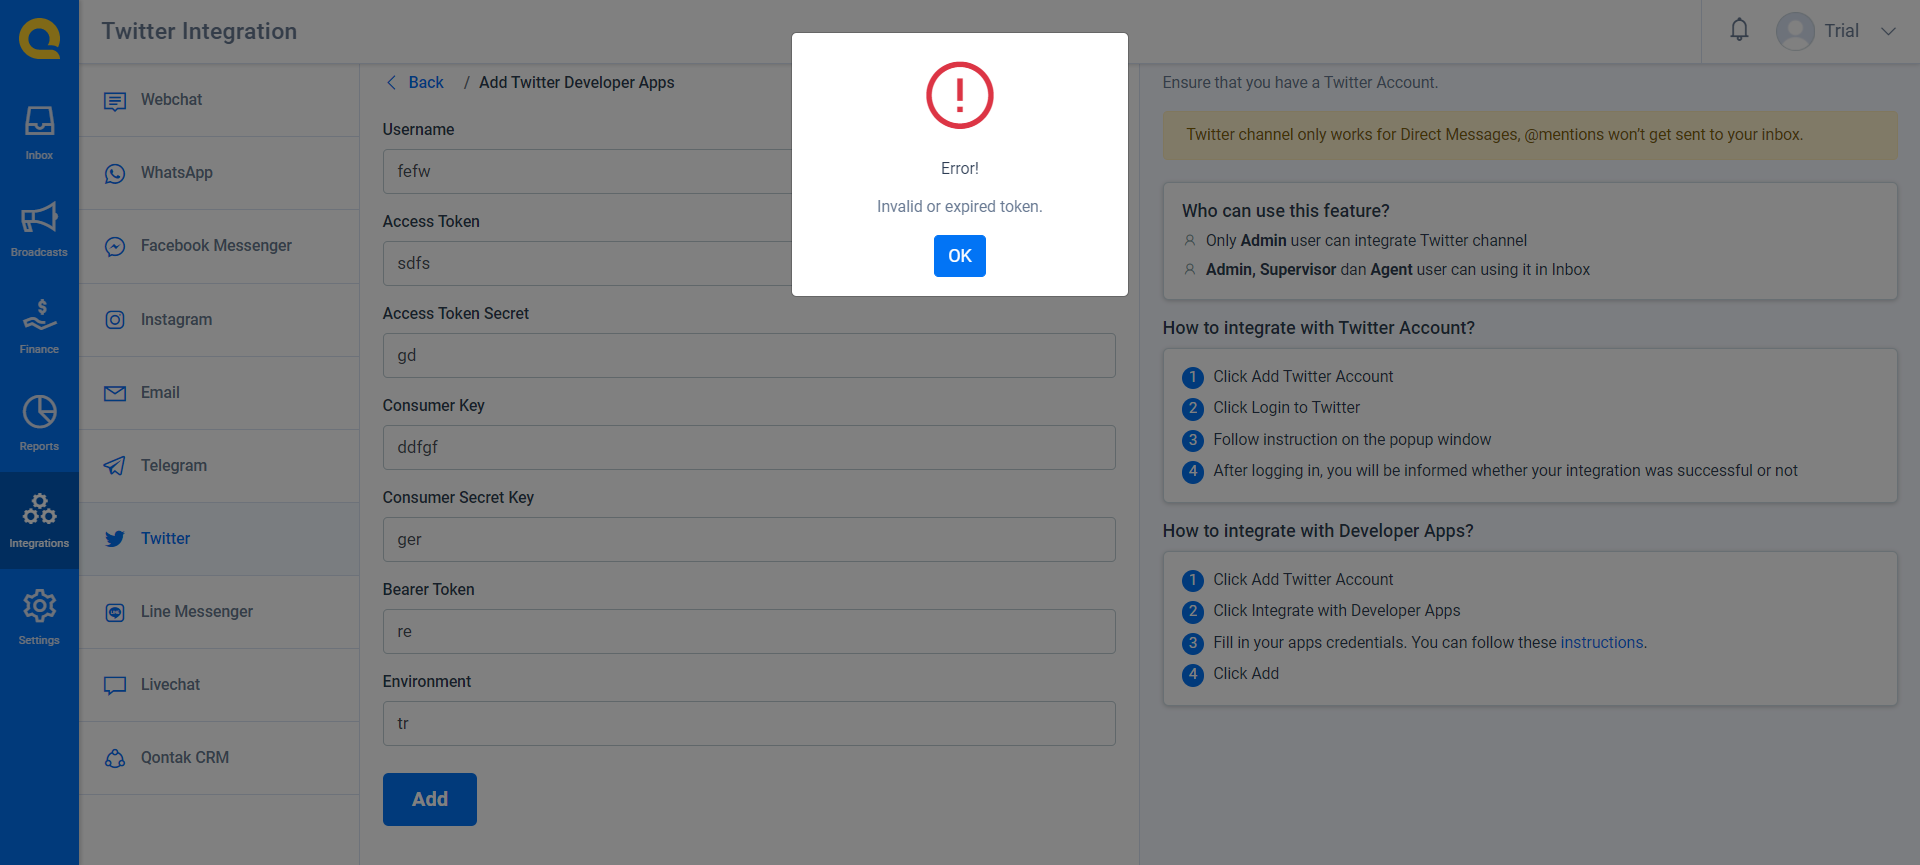 Twitter Integration
Trial
Inbox
Broadcasts
Finance
Reports
Integrations
Settings
Webchat
WhatsApp
Facebook Messenger
Instagram
Email
Telegram
Twitter
Line Messenger
Livechat
Qontak CRM
Back / Add Twitter Developer Apps
Username
fefw
Access Token
sdfs
Access Token Secret
gd
Consumer Key
ddfgf
Consumer Secret Key
ger
Bearer Token
re
Environment
tr
Add
Error!
Invalid or expired token.
OK
Ensure that you have a Twitter Account.
Twitter channel only works for Direct Messages, @mentions won't get sent to your inbox.
Who can use this feature?
Only Admin user can integrate Twitter channel
Admin, Supervisor dan Agent user can using it in Inbox
How to integrate with Twitter Account?
1 Click Add Twitter Account
2 Click Login to Twitter
3 Follow instruction on the popup window
4 After logging in, you will be informed whether your integration was successful or not
How to integrate with Developer Apps?
1 Click Add Twitter Account
2 Click Integrate with Developer Apps
3 Fill in your apps credentials. You can follow these instructions.
4 Click Add